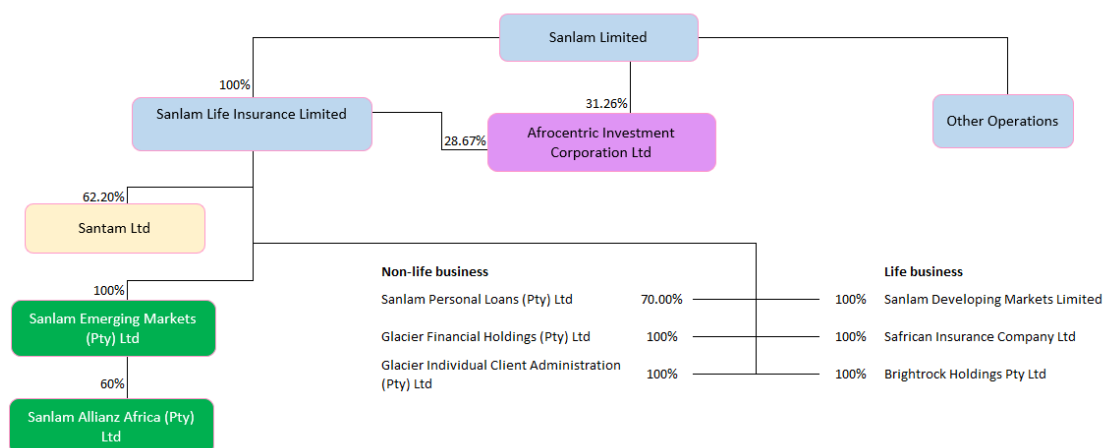 Sanlam Limited
100%
31.26%
Sanlam Life Insurance Limited
28.67%
Afrocentric Investment
Corporation Ltd
Other Operations
62.20%
Santam Ltd
100%
Sanlam Emerging Markets
(Pty) Ltd
60%
Sanlam Allianz Africa (Pty)
Ltd
Non-life business
Sanlam Personal Loans (Pty) Ltd 70.00%
Glacier Financial Holdings (Pty) Ltd 100%
Glacier Individual Client Administration
(Pty) Ltd 100%
Life business
100% Sanlam Developing Markets Limited
100% Safrican Insurance Company Ltd
100% Brightrock Holdings Pty Ltd